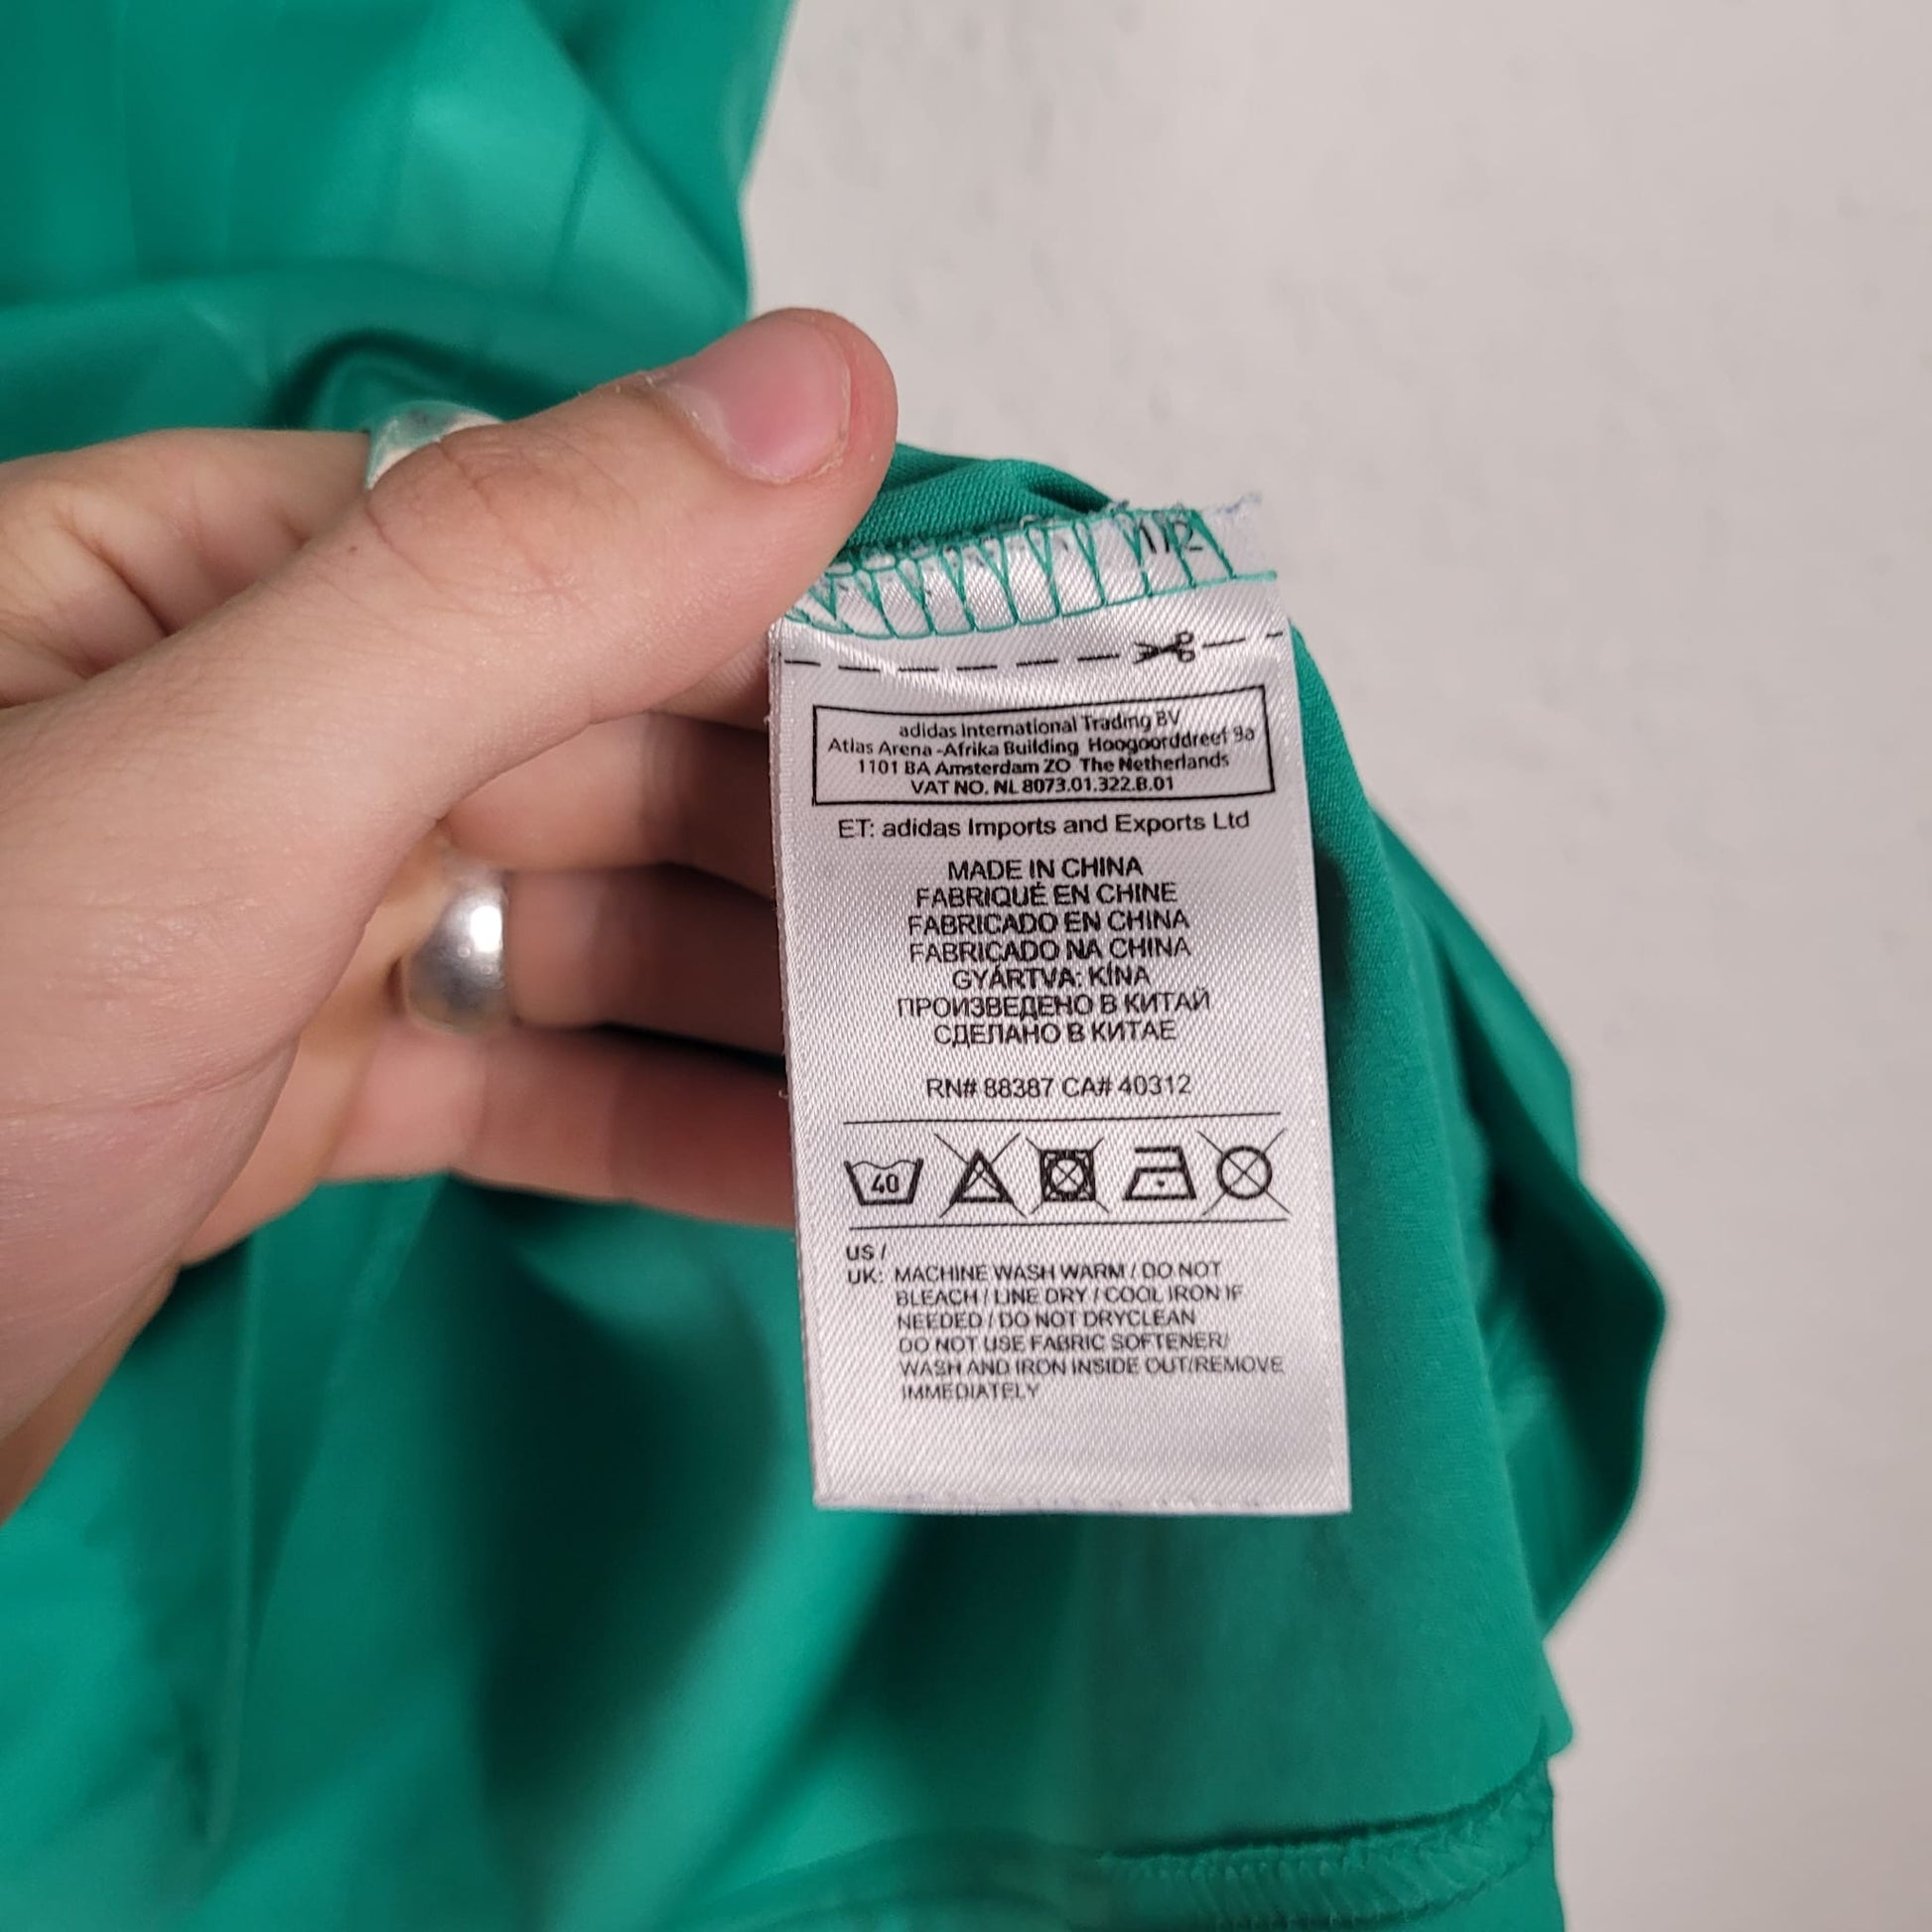 1/2
adidas International Trading BV
Atlas Arena -Afrika Building Hoogoorddreef 9a
1101 BA Amsterdam ZO The Netherlands
VAT NO. NL 8073.01.322.B.01
ET: adidas Imports and Exports Ltd
MADE IN CHINA
FABRIQUÉ EN CHINE
FABRICADO EN CHINA
FABRICADO NA CHINA
GYÁRTVA: KÍNA
ПРОИЗВЕДЕНО В КИТАЙ
СДЕЛАНО В КИТАЕ
RN# 88387 CA# 40312
40
US /
UK: MACHINE WASH WARM / DO NOT
BLEACH / LINE DRY / COOL IRON IF
NEEDED / DO NOT DRYCLEAN
DO NOT USE FABRIC SOFTENER/
WASH AND IRON INSIDE OUT/REMOVE
IMMEDIATELY